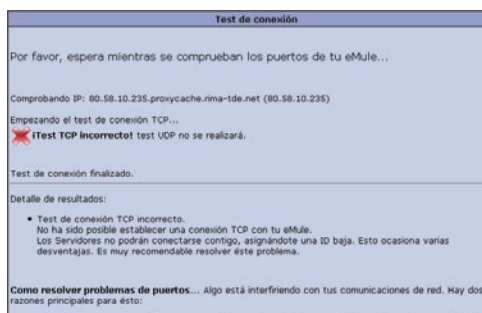 Test de conexión
Por favor, espera mientras se comprueban los puertos de tu eMule...
Comprobando IP: 80.58.10.235.proxycache.rima-tde.net (80.58.10.235)
Empezando el test de conexión TCP...
¡Test TCP incorrecto! test UDP no se realizará.
Test de conexión finalizado.
Detalle de resultados:
• Test de conexión TCP incorrecto.
No ha sido posible establecer una conexión TCP con tu eMule.
Los Servidores no podrán conectarse contigo, asignándote una ID baja. Esto ocasiona varias
desventajas. Es muy recomendable resolver éste problema.
Como resolver problemas de puertos... Algo está interfiriendo con tus comunicaciones de red. Hay dos
razones principales para ésto: